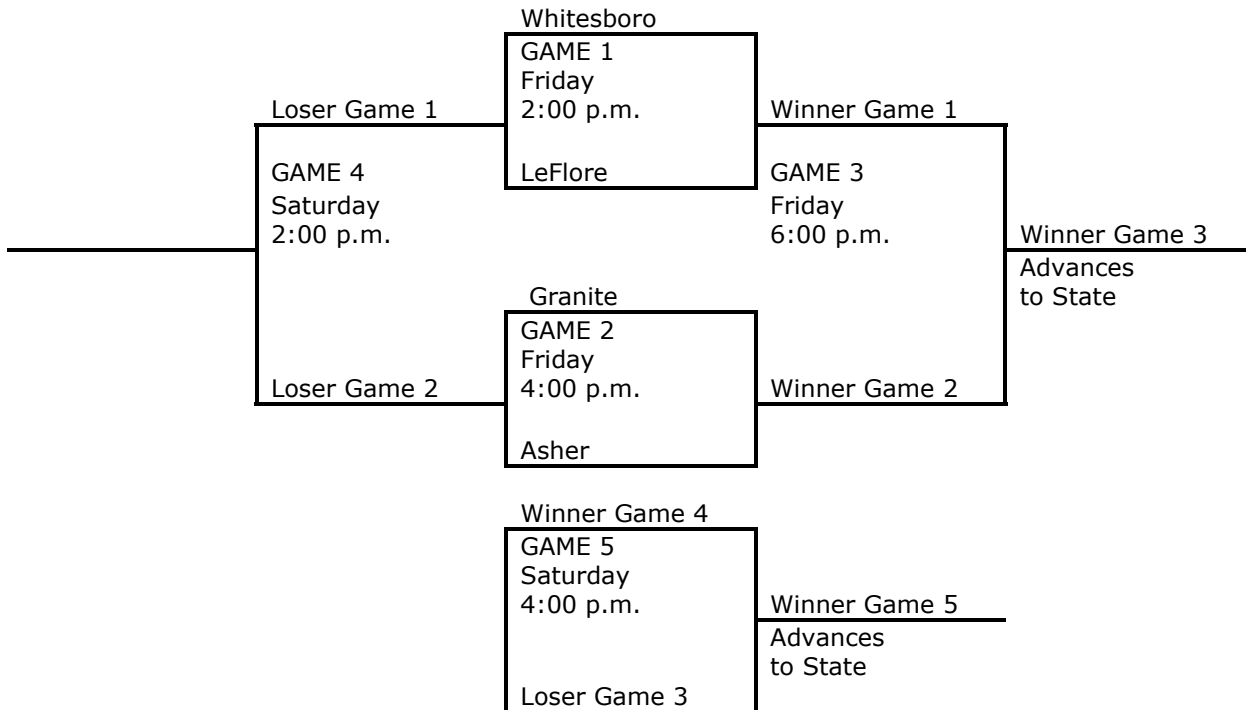 Whitesboro
GAME 1
Friday
Loser Game 1
2:00 p.m.
Winner Game 1
GAME 4
LeFlore
GAME 3
Saturday
Friday
2:00 p.m.
6:00 p.m.
Winner Game 3
Advances
to State
Granite
GAME 2
Friday
Loser Game 2
4:00 p.m.
Winner Game 2
Asher
Winner Game 4
GAME 5
Saturday
4:00 p.m.
Winner Game 5
Advances
to State
Loser Game 3